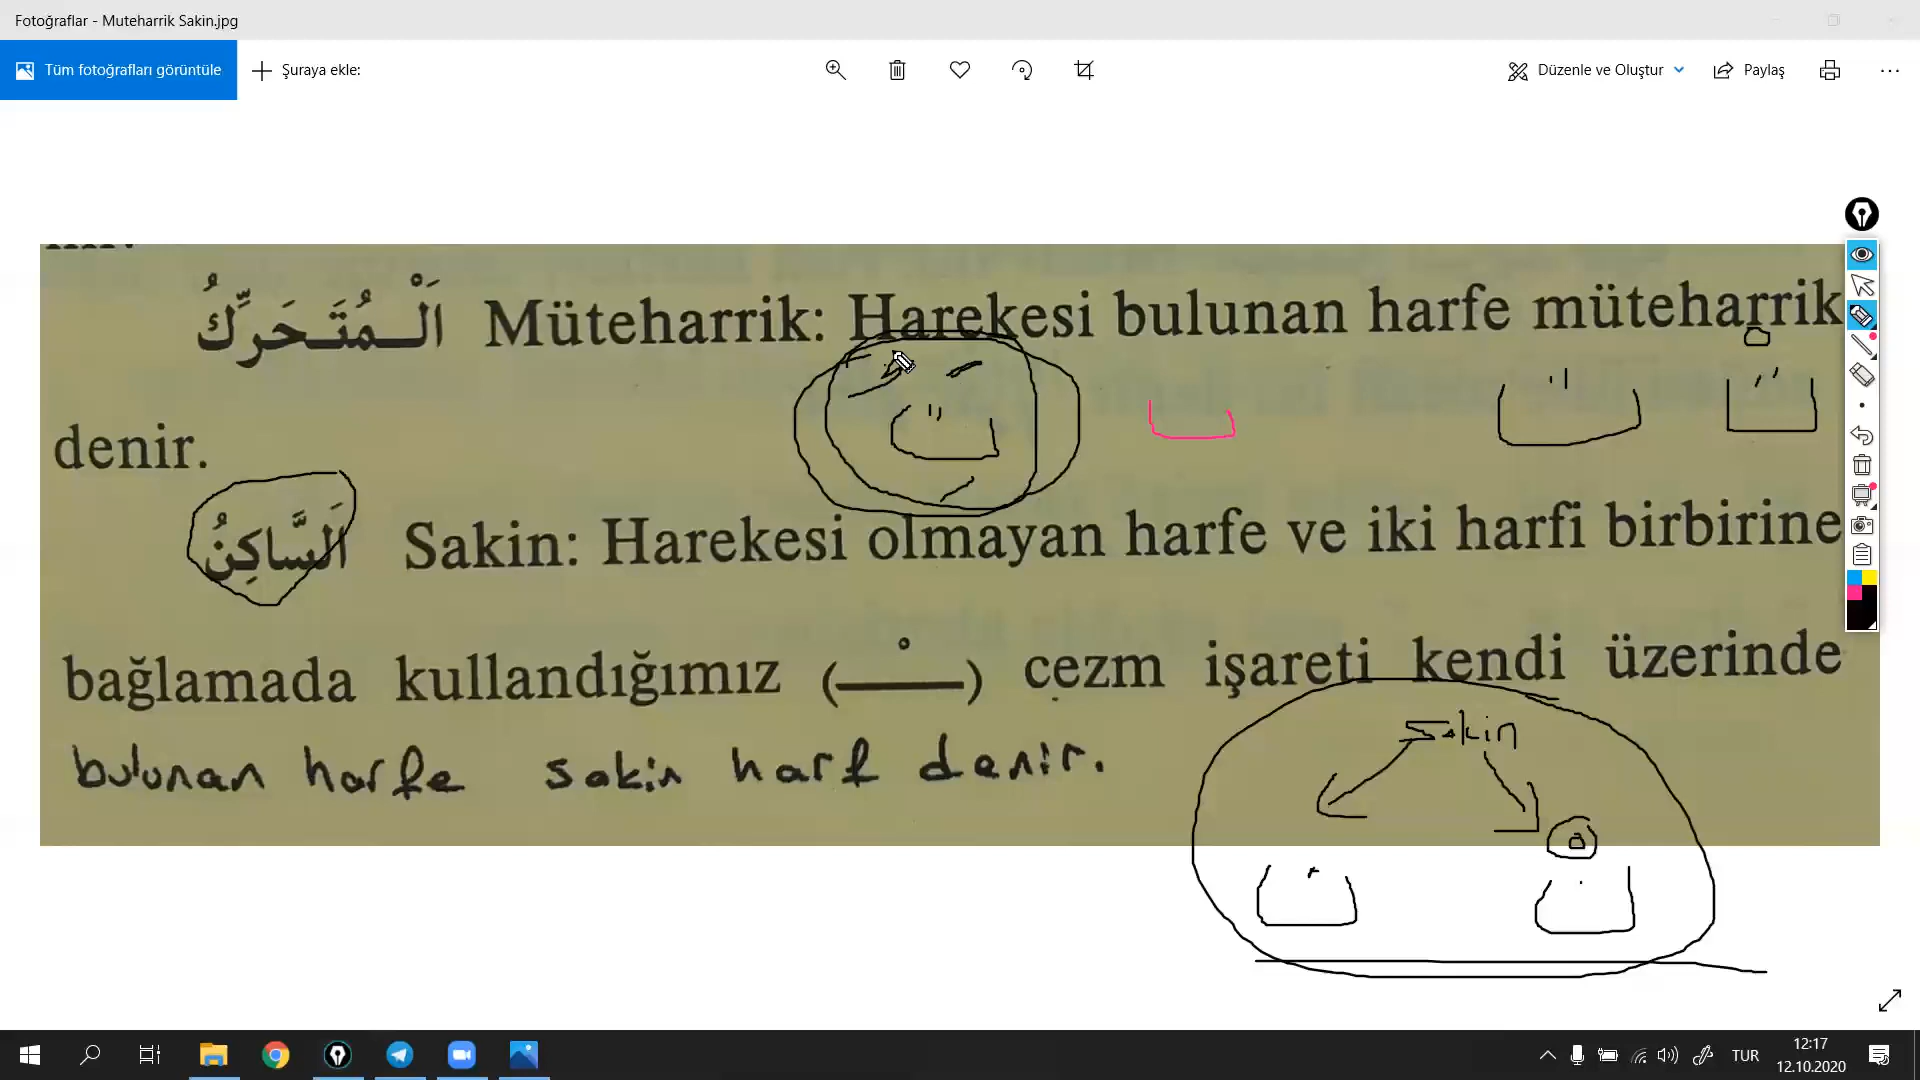 Fotoğraflar - Muteharrik Sakin.jpg
Tüm fotoğrafları görüntüle
Şuraya ekle:
Düzenle ve Oluştur
Paylaş
اَلْـمُتَـحَرِّكُ Müteharrik: Harekesi bulunan harfe müteharrik
denir.
اَلسَّاكِنُ Sakin: Harekesi olmayan harfe ve iki harfi birbirine
bağlamada kullandığımız (—ْ—) cezm işareti kendi üzerinde
bulunan harfe sakin harf denir.
Sakin
TUR
12:17
12.10.2020